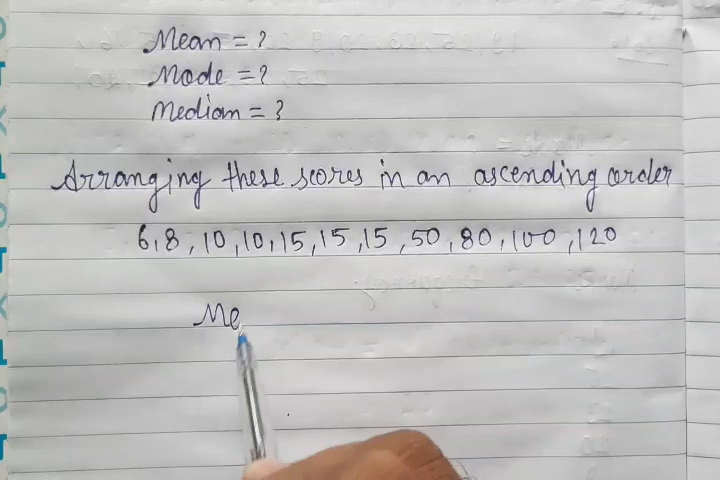 Mean = ?
Mode = ?
Median = ?
Arranging these scores in an ascending order
6, 8, 10, 10, 15, 15, 15, 50, 80, 100, 120
Me